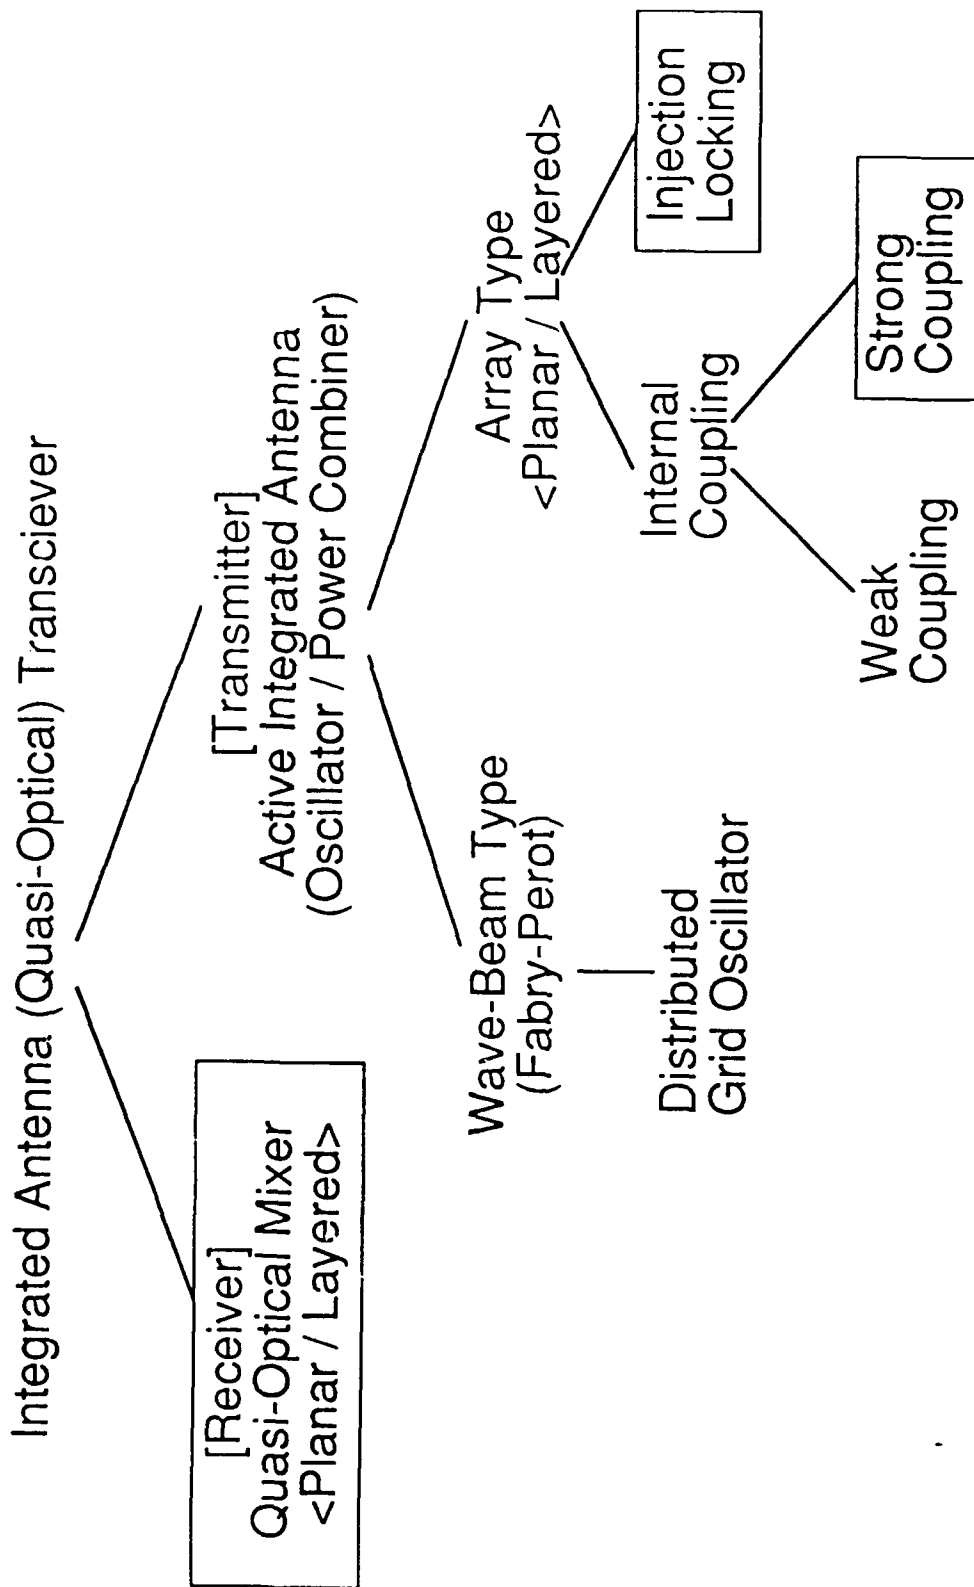 Integrated Antenna (Quasi-Optical) Transciever
[Receiver]
Quasi-Optical Mixer
<Planar / Layered>
[Transmitter]
Active Integrated Antenna
(Oscillator / Power Combiner)
Wave-Beam Type
(Fabry-Perot)
Array Type
<Planar / Layered>
Distributed
Grid Oscillator
Internal
Coupling
Injection
Locking
Weak
Coupling
Strong
Coupling